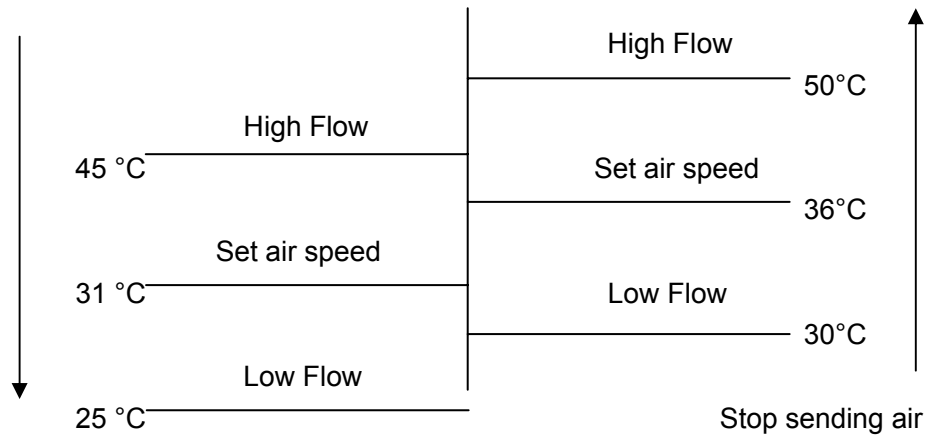 High Flow
50°C
High Flow
45 °C
Set air speed
36°C
Set air speed
31 °C
Low Flow
30°C
Low Flow
25 °C
Stop sending air